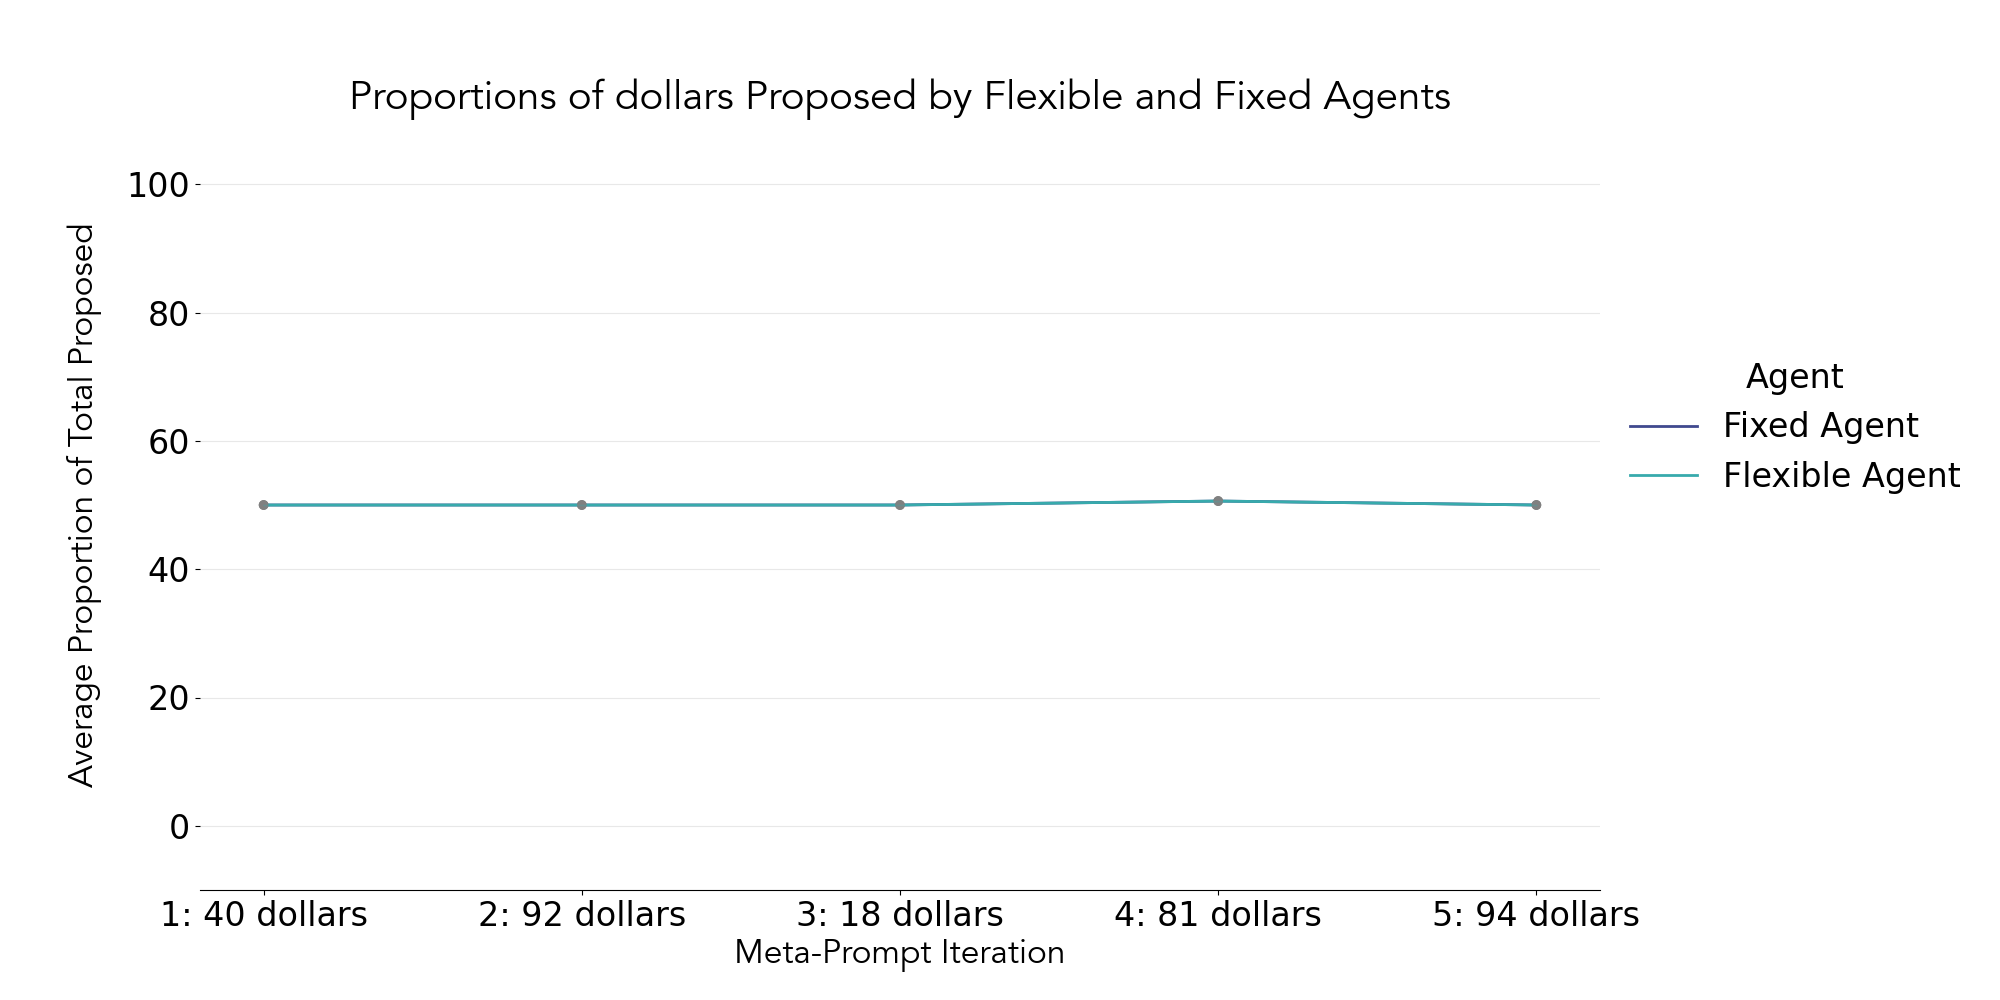 Proportions of dollars Proposed by Flexible and Fixed Agents
Average Proportion of Total Proposed
100
80
60
40
20
0
1: 40 dollars
2: 92 dollars
3: 18 dollars
4: 81 dollars
5: 94 dollars
Meta-Prompt Iteration
Agent
Fixed Agent
Flexible Agent